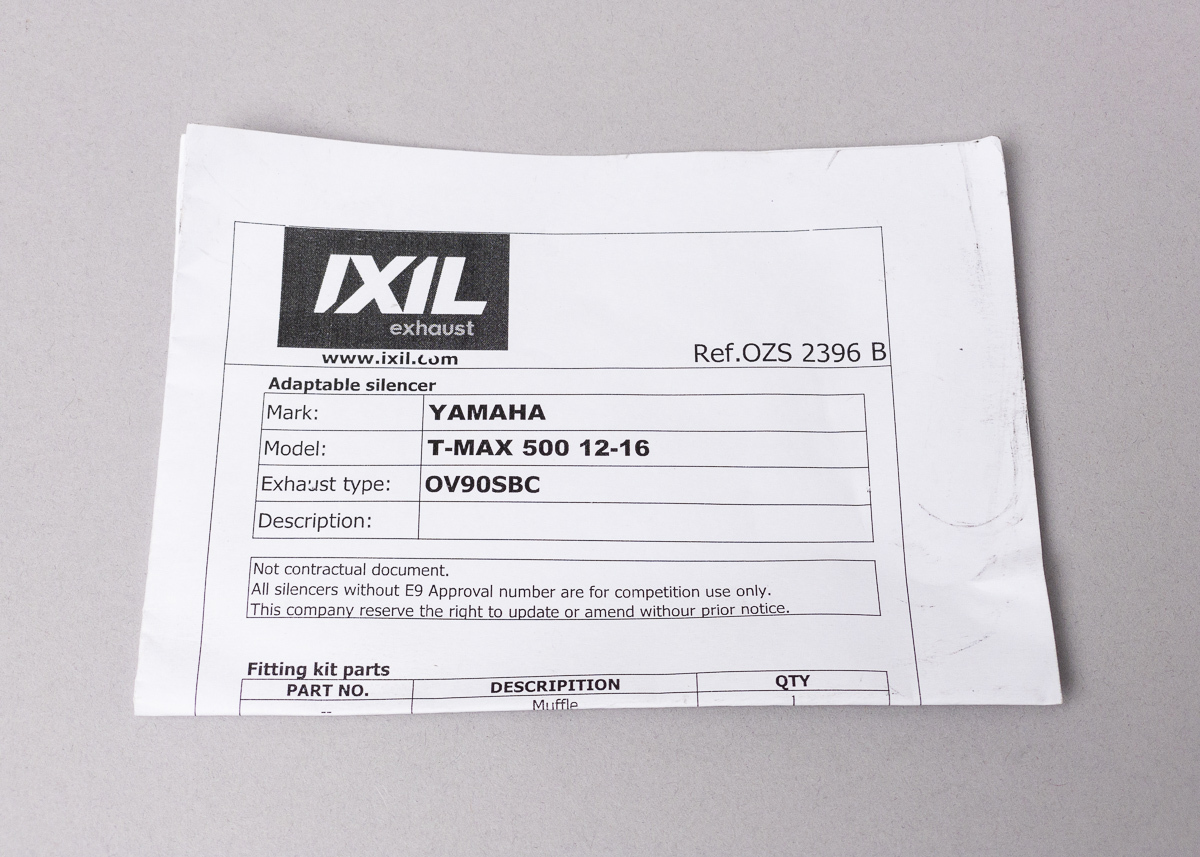 IXIL
exhaust
www.ixil.com
Ref.OZS 2396 B
Adaptable silencer
Mark: YAMAHA
Model: T-MAX 500 12-16
Exhaust type: OV90SBC
Description:
Not contractual document.
All silencers without E9 Approval number are for competition use only.
This company reserve the right to update or amend withour prior notice.
Fitting kit parts
PART NO. DESCRIPITION QTY
-- Muffle 1